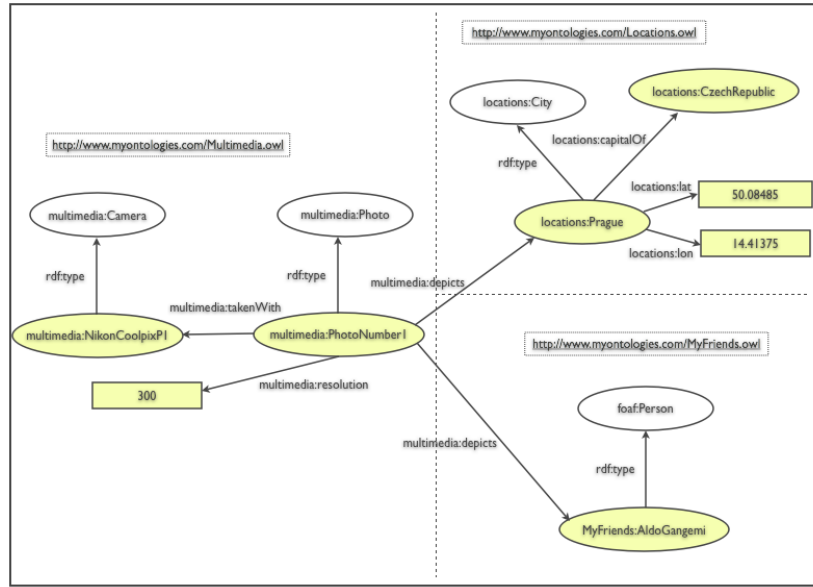 http://www.myontologies.com/Locations.owl
locations:City
locations:CzechRepublic
locations:capitalOf
rdf:type
locations:lat
50.08485
locations:Prague
14.41375
locations:lon
http://www.myontologies.com/Multimedia.owl
multimedia:Camera
multimedia:Photo
rdf:type
rdf:type
multimedia:depicts
multimedia:takenWith
multimedia:NikonCoolpixP1
multimedia:PhotoNumber1
multimedia:resolution
300
http://www.myontologies.com/MyFriends.owl
foaf:Person
multimedia:depicts
rdf:type
MyFriends:AldoGangemi